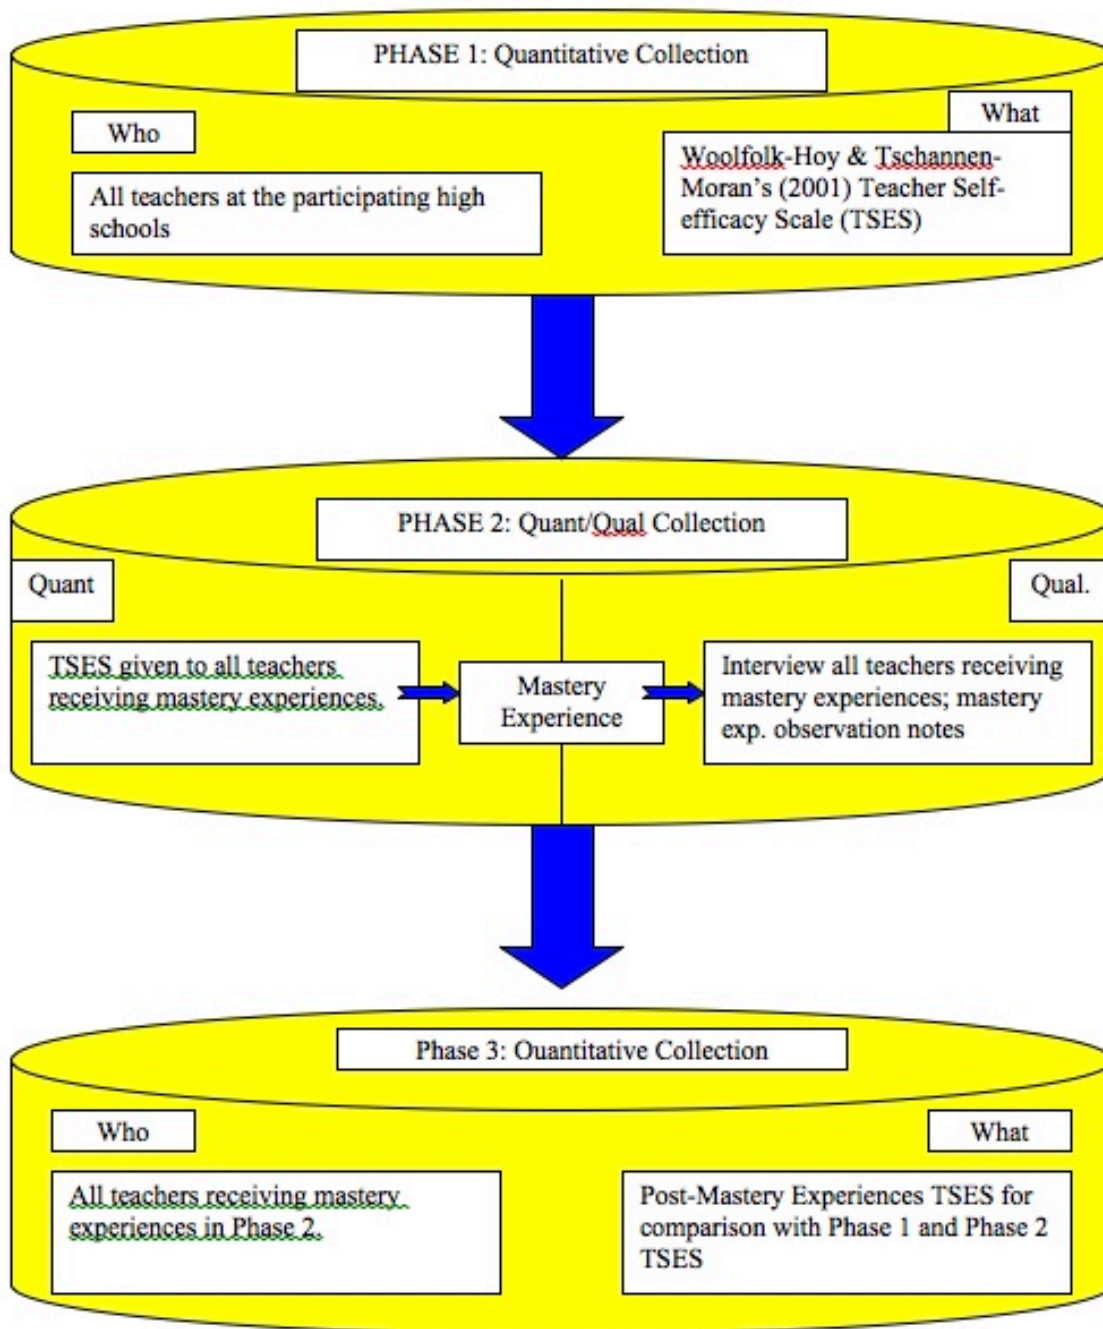 PHASE 1: Quantitative Collection
Who
What
All teachers at the participating high
schools
Woolfolk-Hoy & Tschannen-
Moran's (2001) Teacher Self-
efficacy Scale (TSES)
PHASE 2: Quant/Qual Collection
Quant
Qual.
TSES given to all teachers
receiving mastery experiences.
Mastery
Experience
Interview all teachers receiving
mastery experiences; mastery
exp. observation notes
Phase 3: Quantitative Collection
Who
What
All teachers receiving mastery
experiences in Phase 2.
Post-Mastery Experiences TSES for
comparison with Phase 1 and Phase 2
TSES